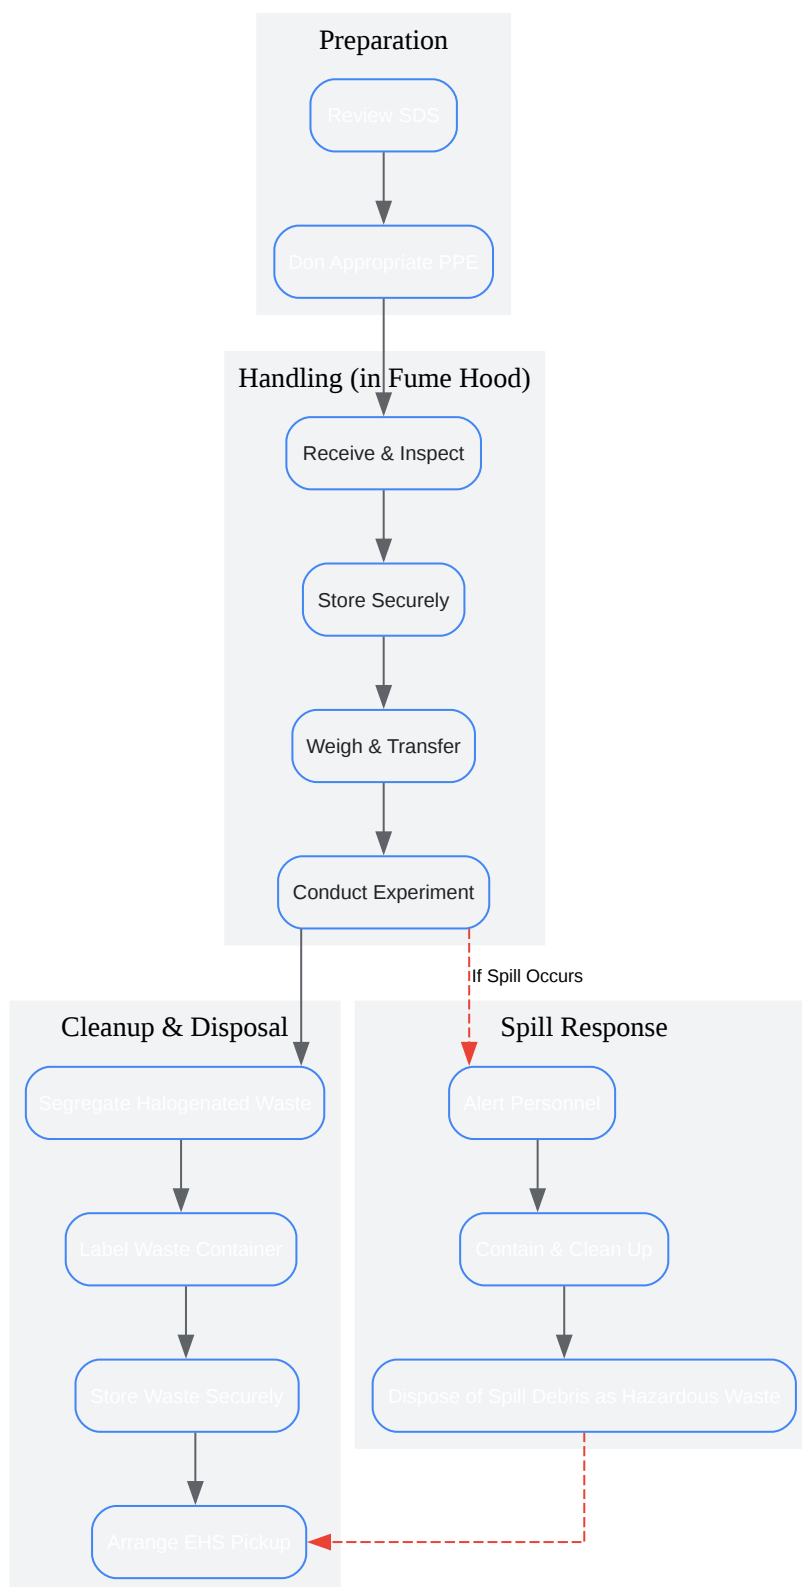 Preparation
Review SDS
Don Appropriate PPE
Handling (in Fume Hood)
Receive & Inspect
Store Securely
Weigh & Transfer
Conduct Experiment
If Spill Occurs
Cleanup & Disposal
Segregate Halogenated Waste
Label Waste Container
Store Waste Securely
Arrange EHS Pickup
Spill Response
Alert Personnel
Contain & Clean Up
Dispose of Spill Debris as Hazardous Waste